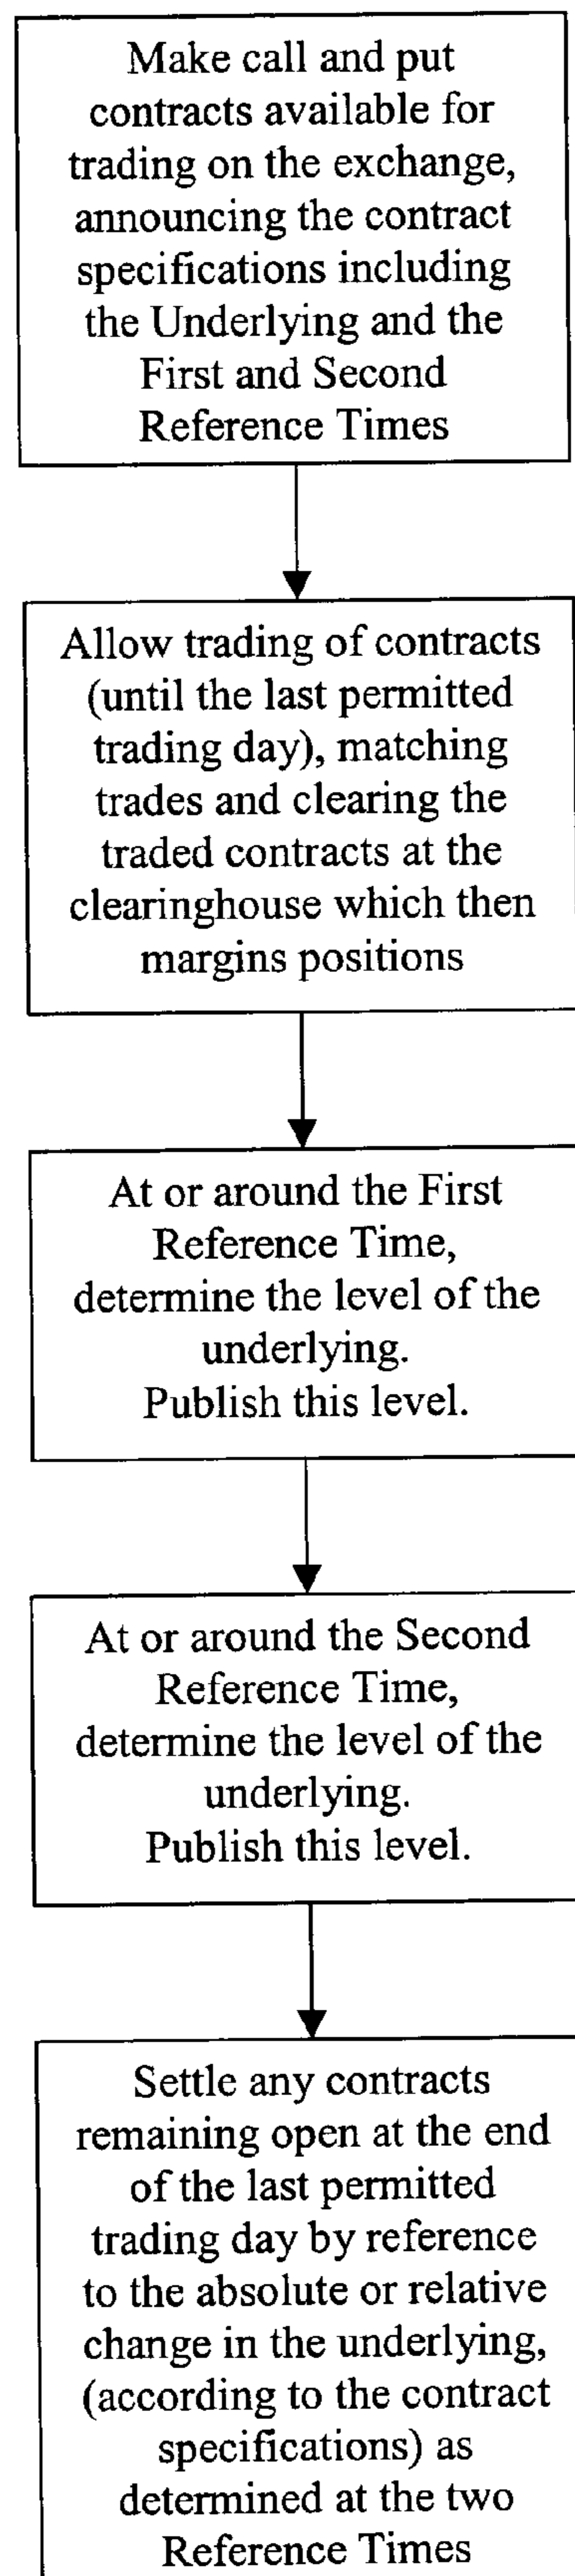 Make call and put
contracts available for
trading on the exchange,
announcing the contract
specifications including
the Underlying and the
First and Second
Reference Times
Allow trading of contracts
(until the last permitted
trading day), matching
trades and clearing the
traded contracts at the
clearinghouse which then
margins positions
At or around the First
Reference Time,
determine the level of the
underlying.
Publish this level.
At or around the Second
Reference Time,
determine the level of the
underlying.
Publish this level.
Settle any contracts
remaining open at the end
of the last permitted
trading day by reference
to the absolute or relative
change in the underlying,
(according to the contract
specifications) as
determined at the two
Reference Times